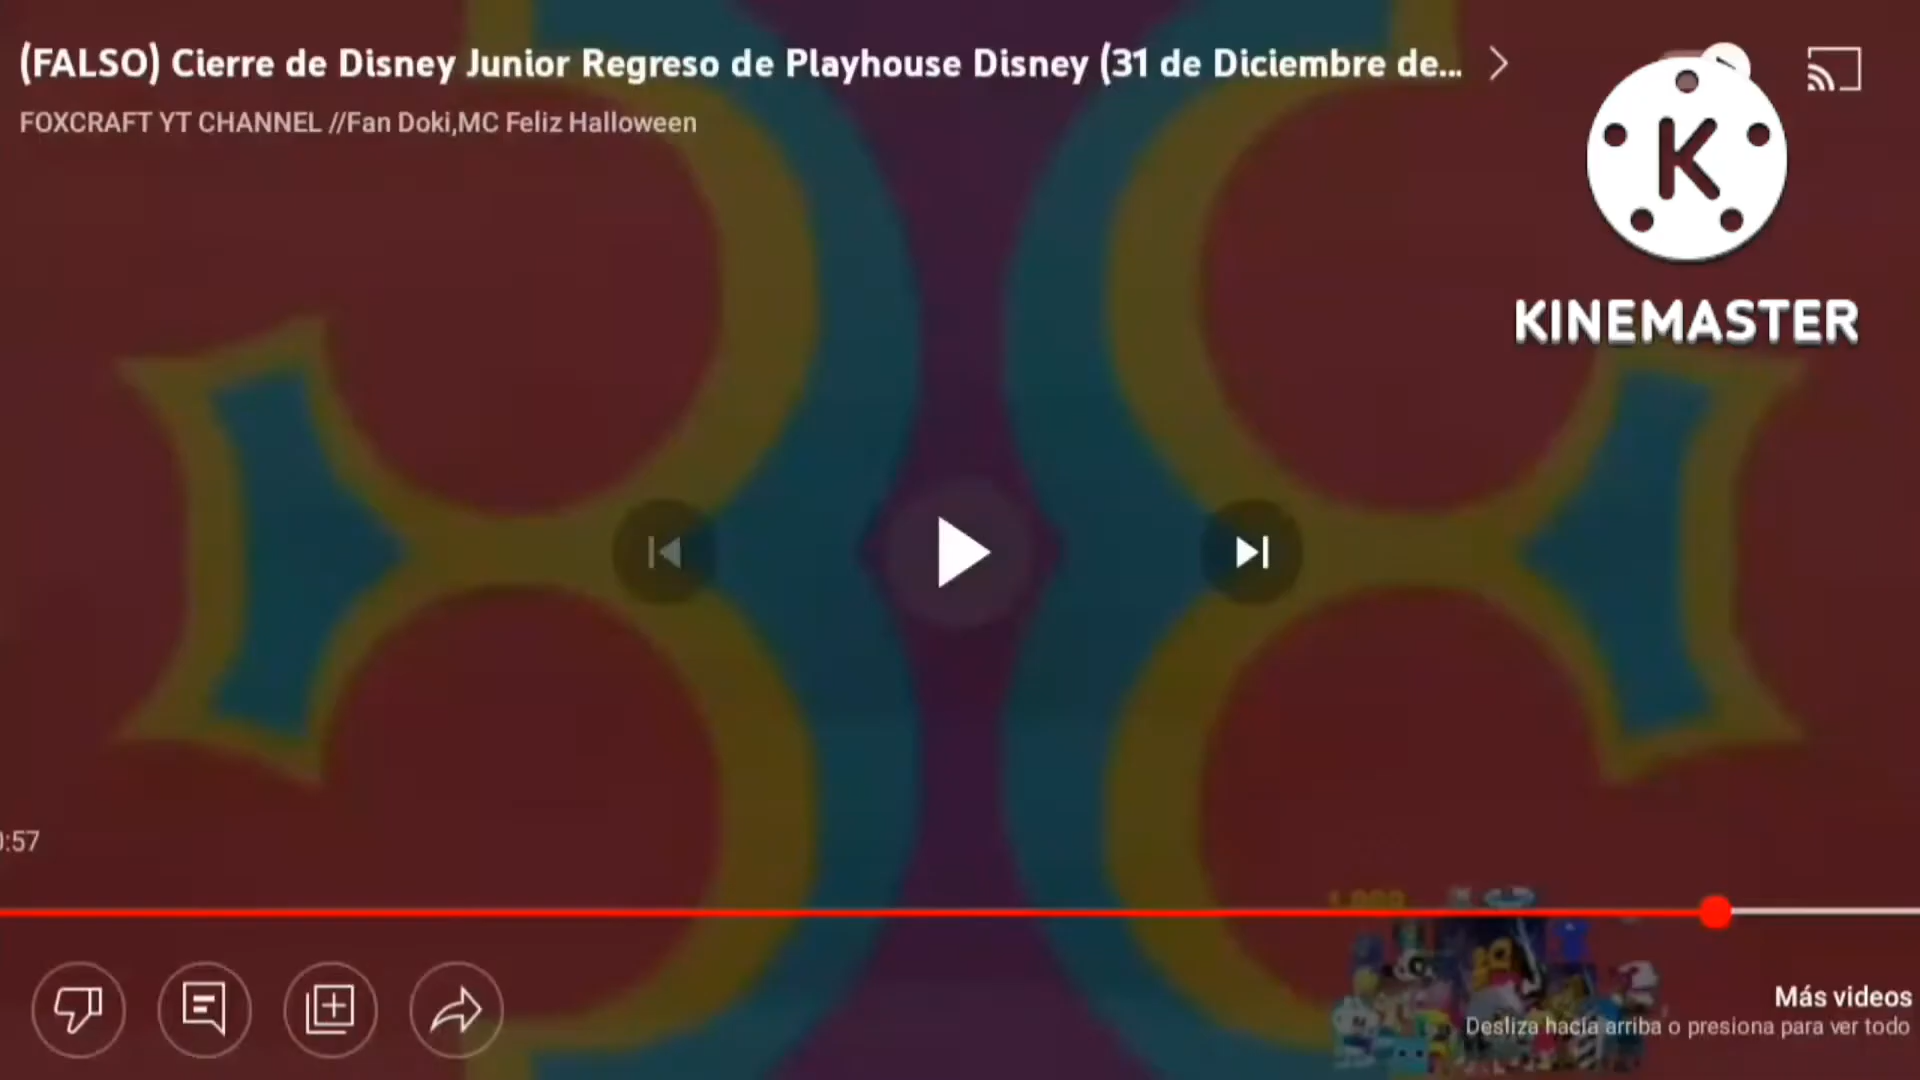 (FALSO) Cierre de Disney Junior Regreso de Playhouse Disney (31 de Diciembre de...
FOXCRAFT YT CHANNEL //Fan Doki,MC Feliz Halloween
K
KINEMASTER
0:57
Más videos
Desliza hacia arriba o presiona para ver todo